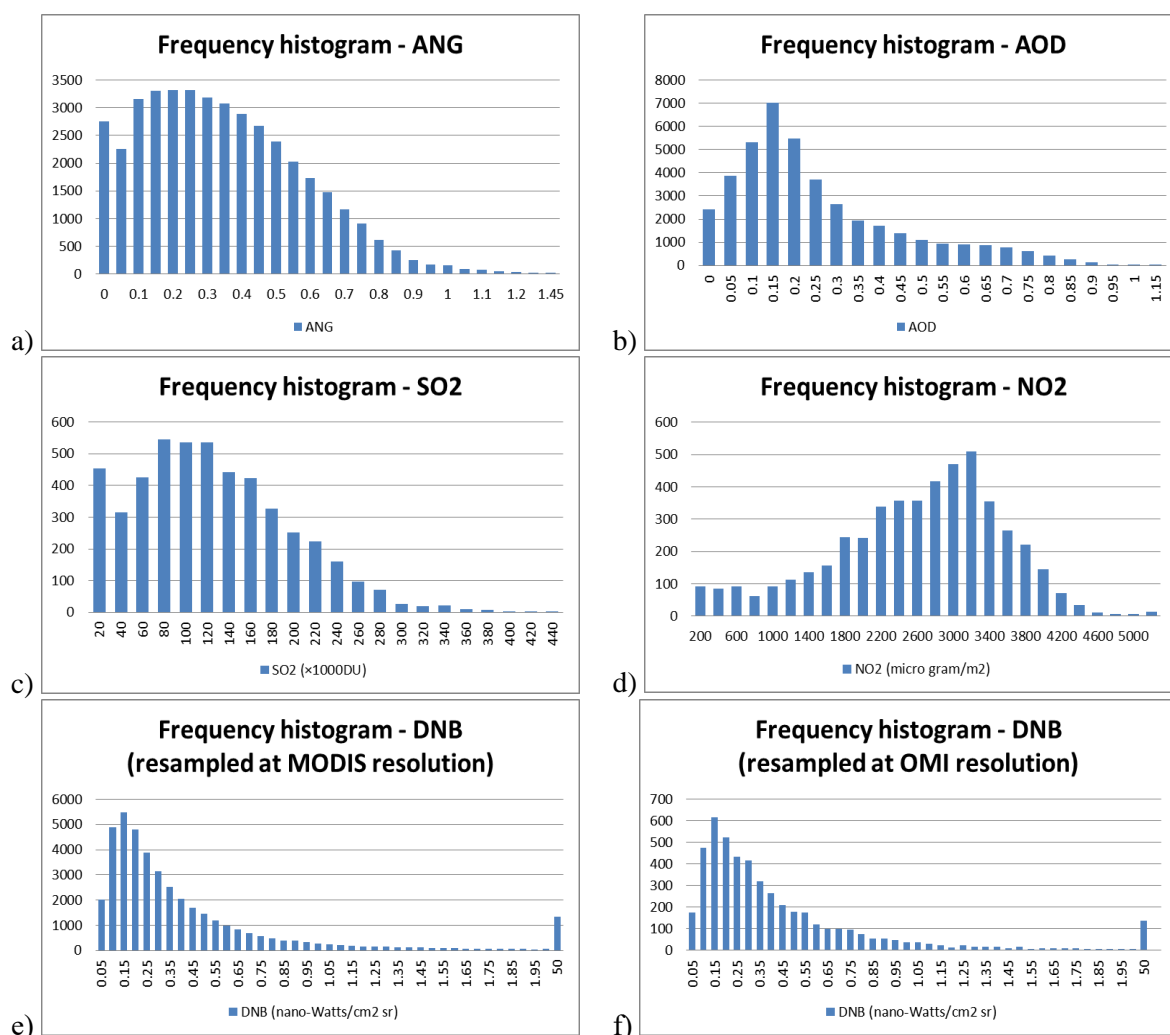 Frequency histogram - ANG
3500
3000
2500
2000
1500
1000
500
0
0 0.1 0.2 0.3 0.4 0.5 0.6 0.7 0.8 0.9 1 1.1 1.2 1.45
ANG
a)
Frequency histogram - AOD
8000
7000
6000
5000
4000
3000
2000
1000
0
0 0.05 0.1 0.15 0.2 0.25 0.3 0.35 0.4 0.45 0.5 0.55 0.6 0.65 0.7 0.75 0.8 0.85 0.9 0.95 1 1.15
AOD
b)
Frequency histogram - SO2
600
500
400
300
200
100
0
20 40 60 80 100 120 140 160 180 200 220 240 260 280 300 320 340 360 380 400 420 440
SO2 (×1000DU)
c)
Frequency histogram - NO2
600
500
400
300
200
100
0
200 600 1000 1400 1800 2200 2600 3000 3400 3800 4200 4600 5000
NO2 (micro gram/m2)
d)
Frequency histogram - DNB
(resampled at MODIS resolution)
6000
5000
4000
3000
2000
1000
0
0.05 0.15 0.25 0.35 0.45 0.55 0.65 0.75 0.85 0.95 1.05 1.15 1.25 1.35 1.45 1.55 1.65 1.75 1.85 1.95 50
DNB (nano-Watts/cm2 sr)
e)
Frequency histogram - DNB
(resampled at OMI resolution)
700
600
500
400
300
200
100
0
0.05 0.15 0.25 0.35 0.45 0.55 0.65 0.75 0.85 0.95 1.05 1.15 1.25 1.35 1.45 1.55 1.65 1.75 1.85 1.95 50
DNB (nano-Watts/cm2 sr)
f)